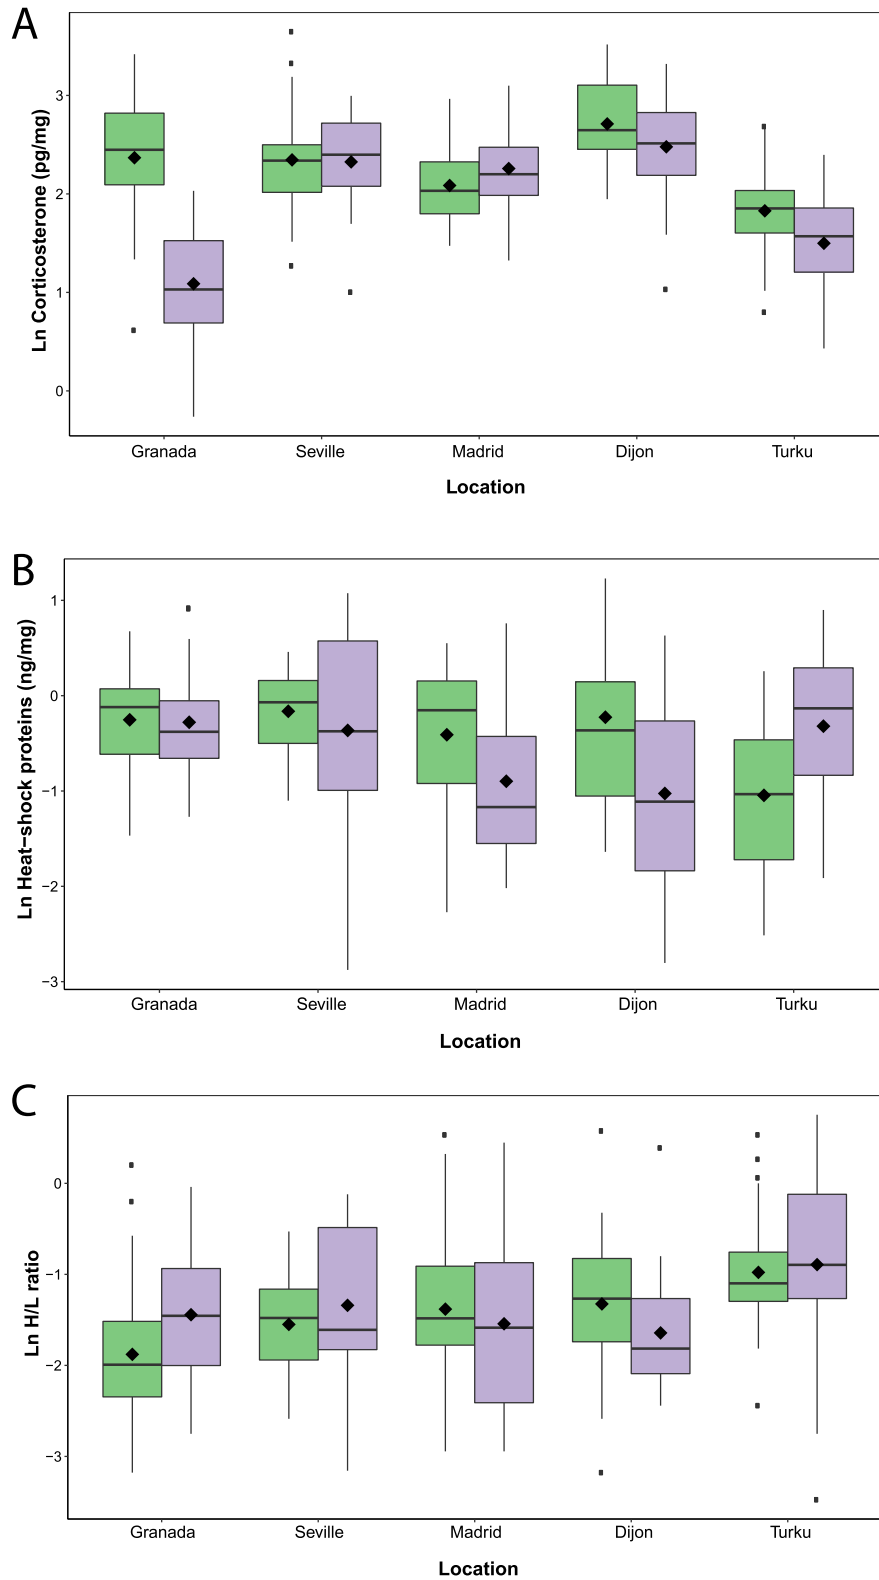 A
Ln Corticosterone (pg/mg)
3
2
1
0
Granada Seville Madrid Dijon Turku
Location
B
Ln Heat−shock proteins (ng/mg)
1
0
−1
−2
−3
Granada Seville Madrid Dijon Turku
Location
C
Ln H/L ratio
0
−1
−2
−3
Granada Seville Madrid Dijon Turku
Location